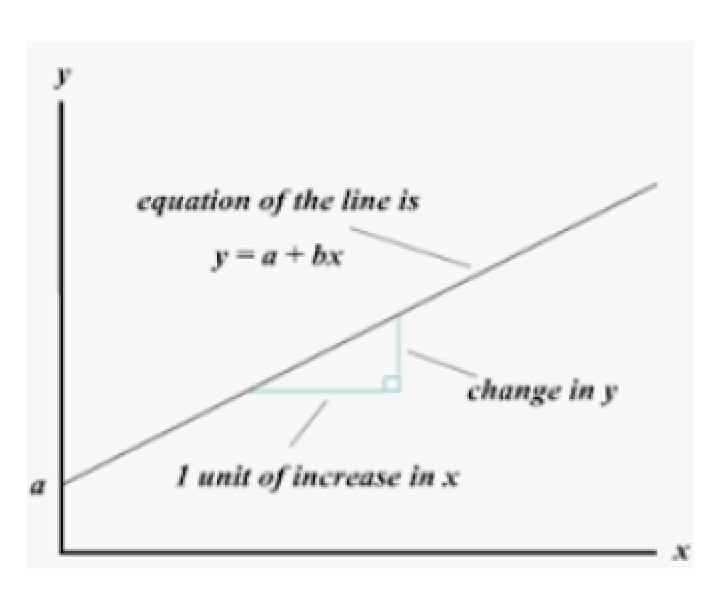 y
equation of the line is
y = a + bx
change in y
1 unit of increase in x
a
x